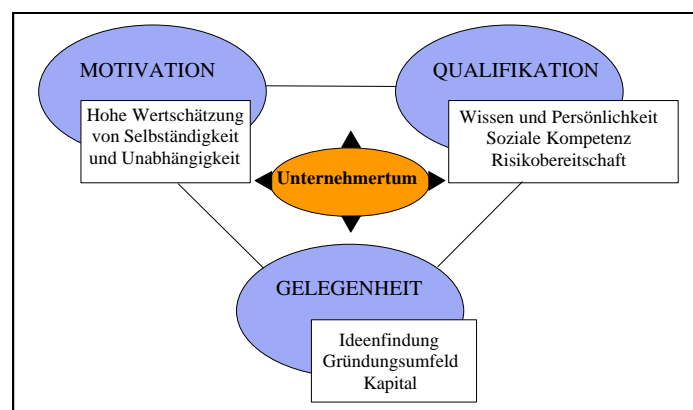 MOTIVATION
Hohe Wertschätzung
von Selbständigkeit
und Unabhängigkeit
QUALIFIKATION
Wissen und Persönlichkeit
Soziale Kompetenz
Risikobereitschaft
Unternehmertum
GELEGENHEIT
Ideenfindung
Gründungsumfeld
Kapital